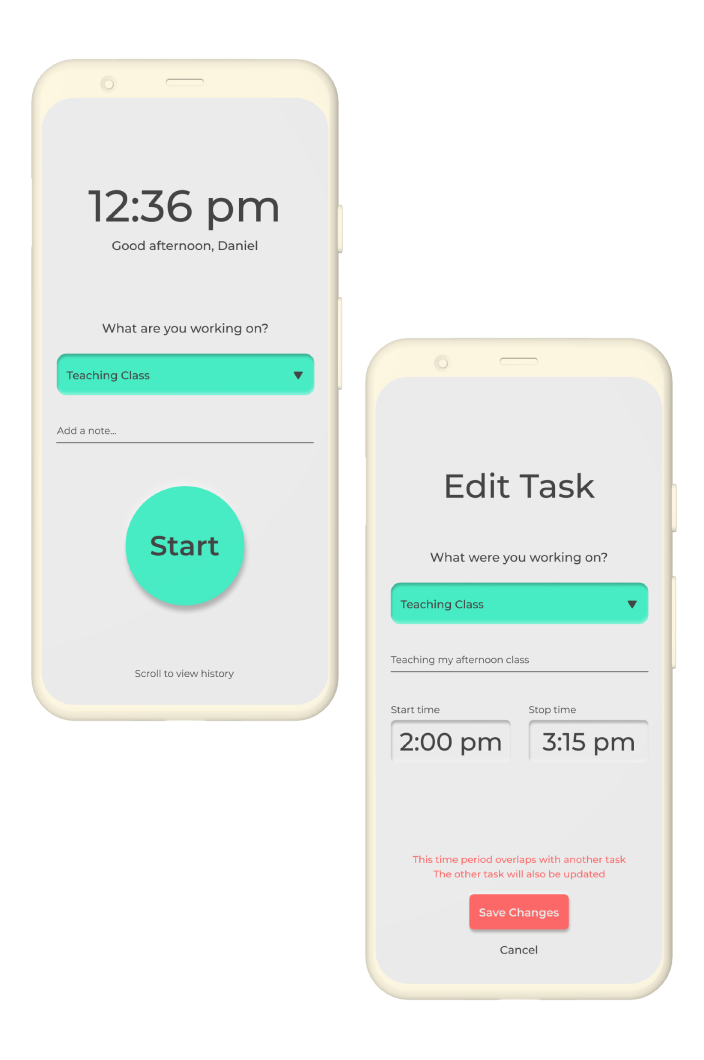 12:36 pm
Good afternoon, Daniel
What are you working on?
Teaching Class
Add a note...
Start
Scroll to view history
Edit Task
What were you working on?
Teaching Class
Teaching my afternoon class
Start time
Stop time
2:00 pm
3:15 pm
This time period overlaps with another task
The other task will also be updated
Save Changes
Cancel